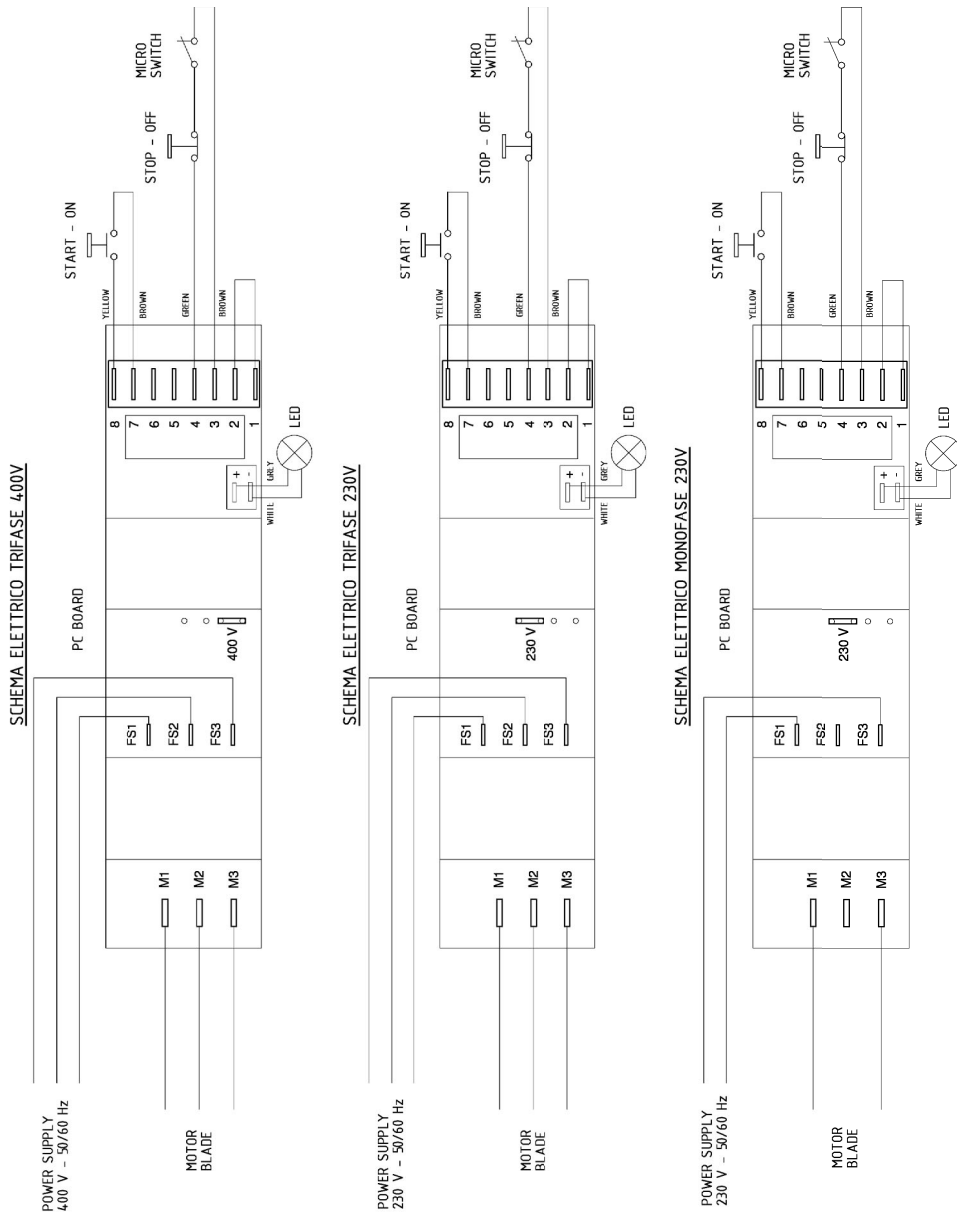 SCHEMA ELETTRICO TRIFASE 400V
POWER SUPPLY
400 V - 50/60 Hz
MOTOR
BLADE
PC BOARD
M1
M2
M3
FS1
FS2
FS3
400 V
WHITE
GREY
+
-
LED
8
7
6
5
4
3
2
1
YELLOW
BROWN
GREEN
BROWN
START - ON
STOP - OFF
MICRO
SWITCH
SCHEMA ELETTRICO TRIFASE 230V
POWER SUPPLY
230 V - 50/60 Hz
MOTOR
BLADE
PC BOARD
M1
M2
M3
FS1
FS2
FS3
230 V
WHITE
GREY
+
-
LED
8
7
6
5
4
3
2
1
YELLOW
BROWN
GREEN
BROWN
START - ON
STOP - OFF
MICRO
SWITCH
SCHEMA ELETTRICO MONOFASE 230V
POWER SUPPLY
230 V - 50/60 Hz
MOTOR
BLADE
PC BOARD
M1
M2
M3
FS1
FS2
FS3
230 V
WHITE
GREY
+
-
LED
8
7
6
5
4
3
2
1
YELLOW
BROWN
GREEN
BROWN
START - ON
STOP - OFF
MICRO
SWITCH